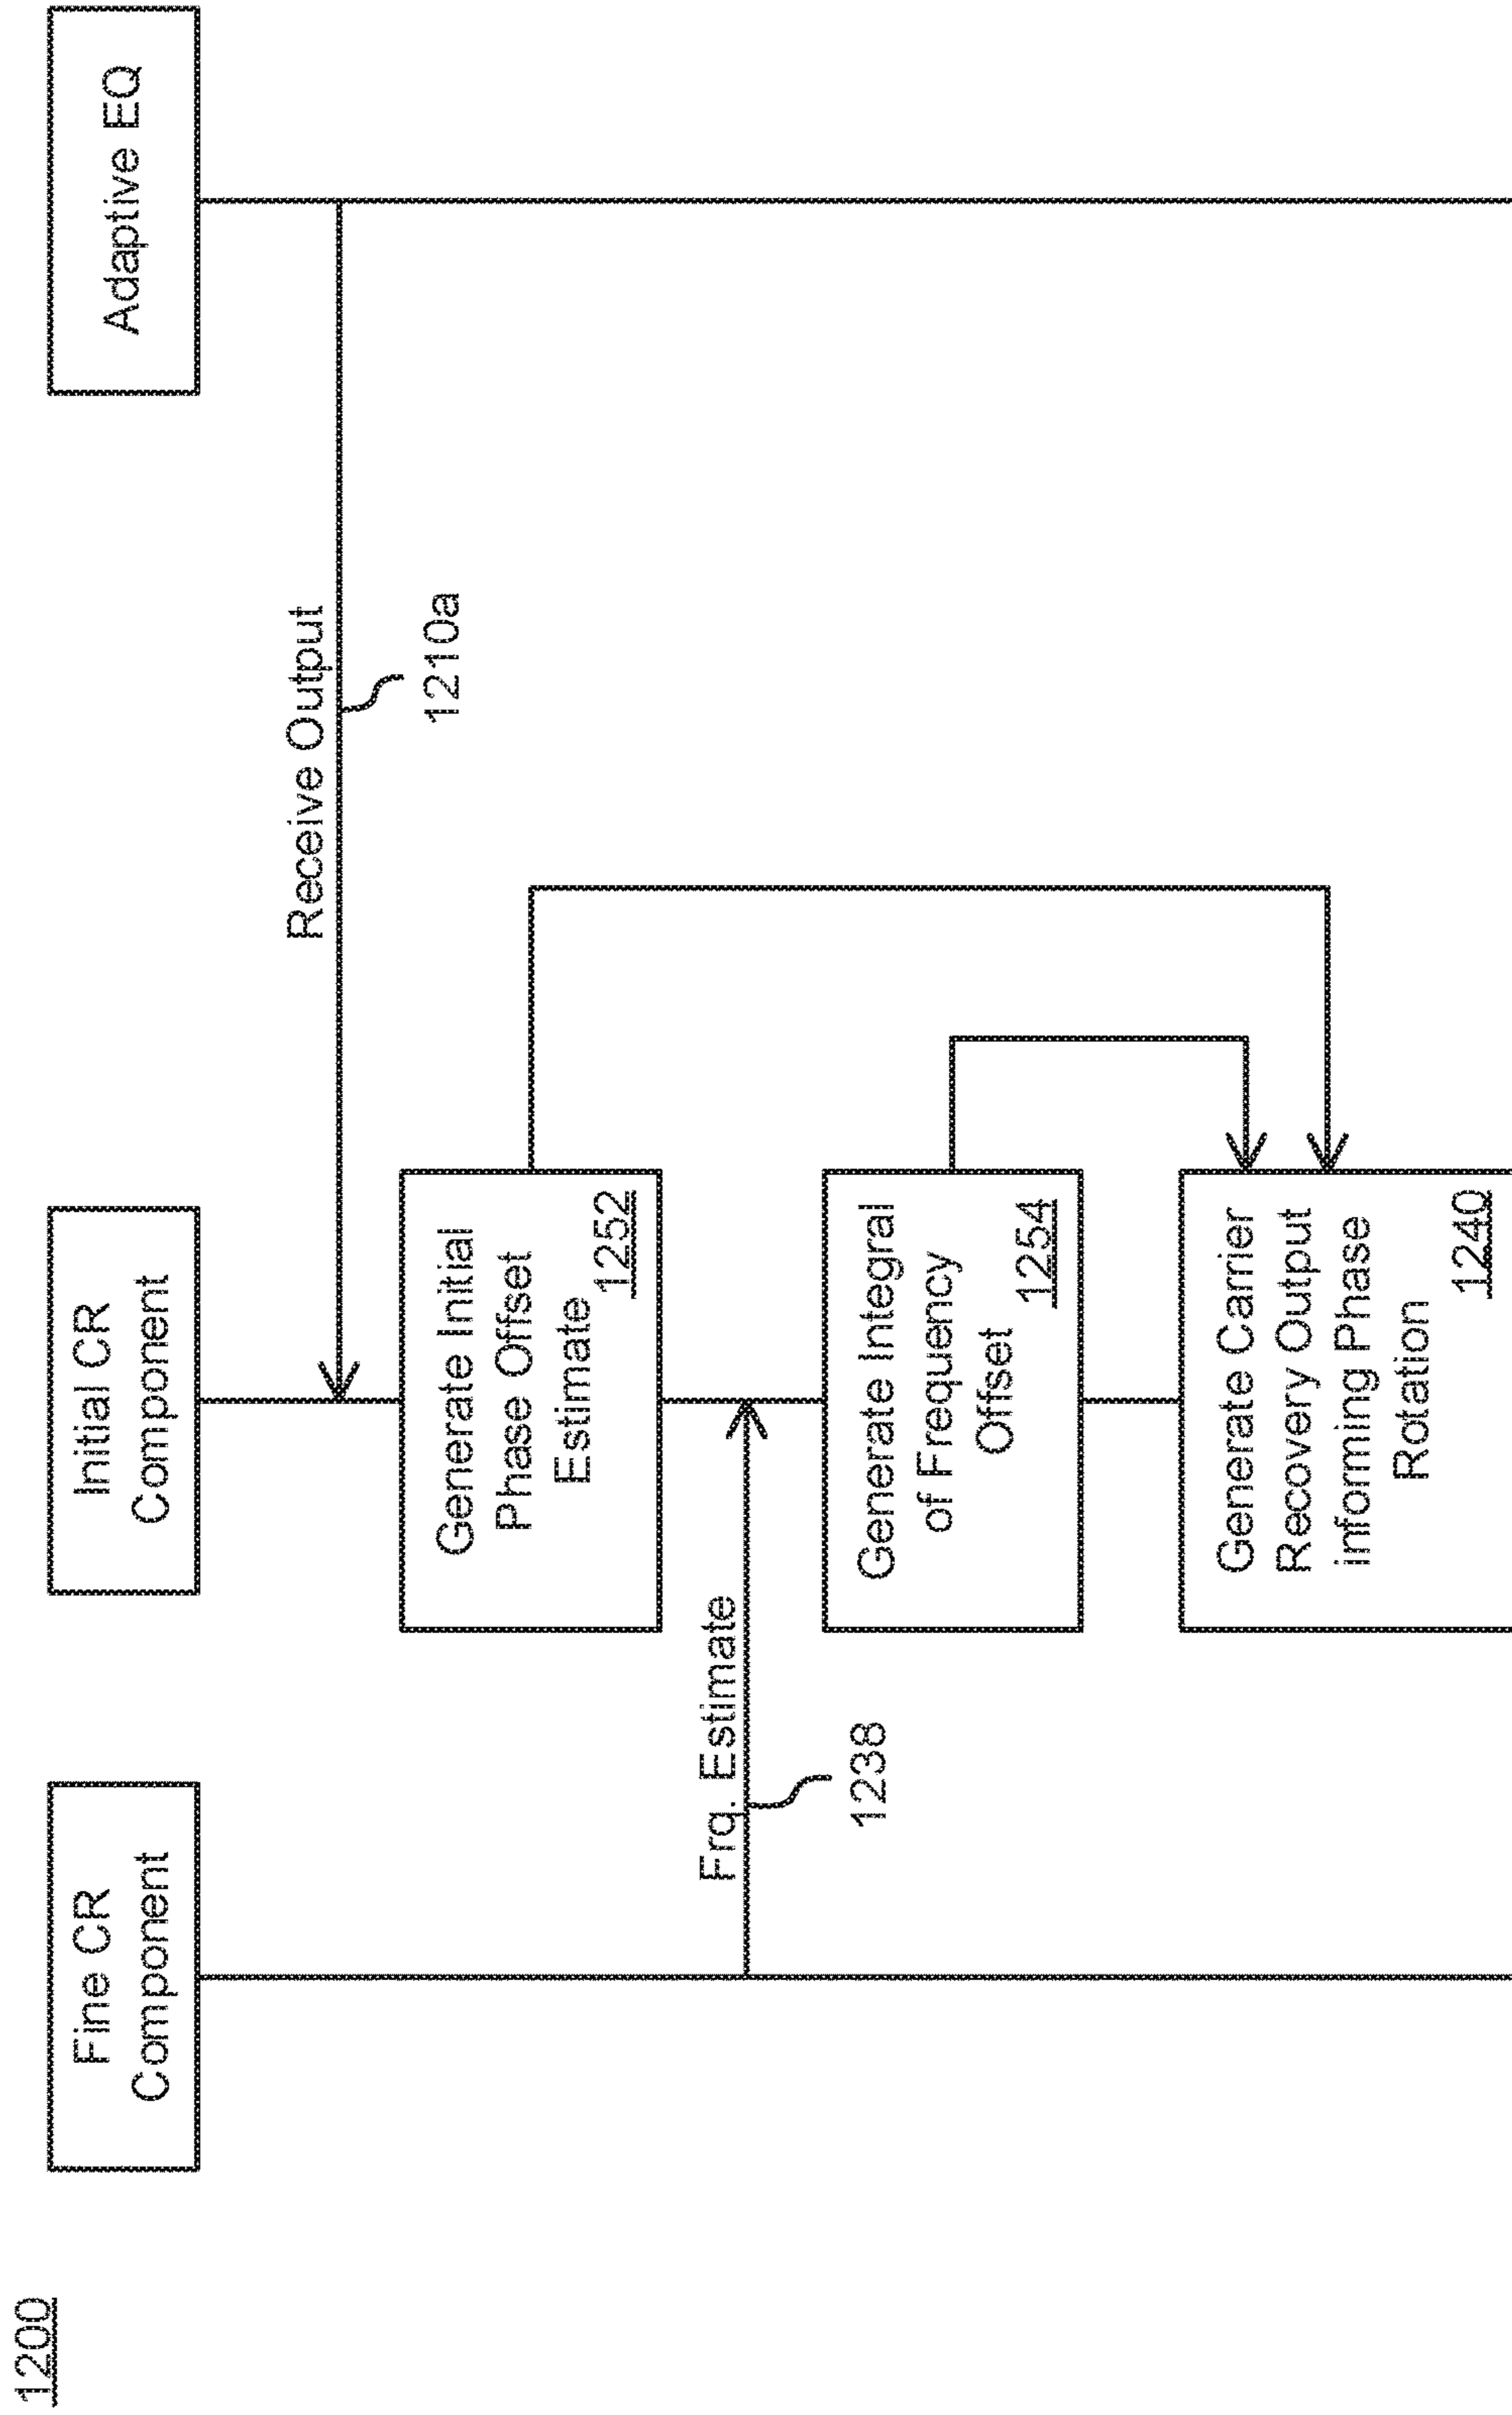 1200
Fine CR
Component
Initial CR
Component
Adaptive EQ
Receive Output
1210a
Generate Initial
Phase Offset
Estimate
1252
Frq. Estimate
1238
Generate Integral
of Frequency
Offset
1254
Generate Carrier
Recovery Output
informing Phase
Rotation
1240